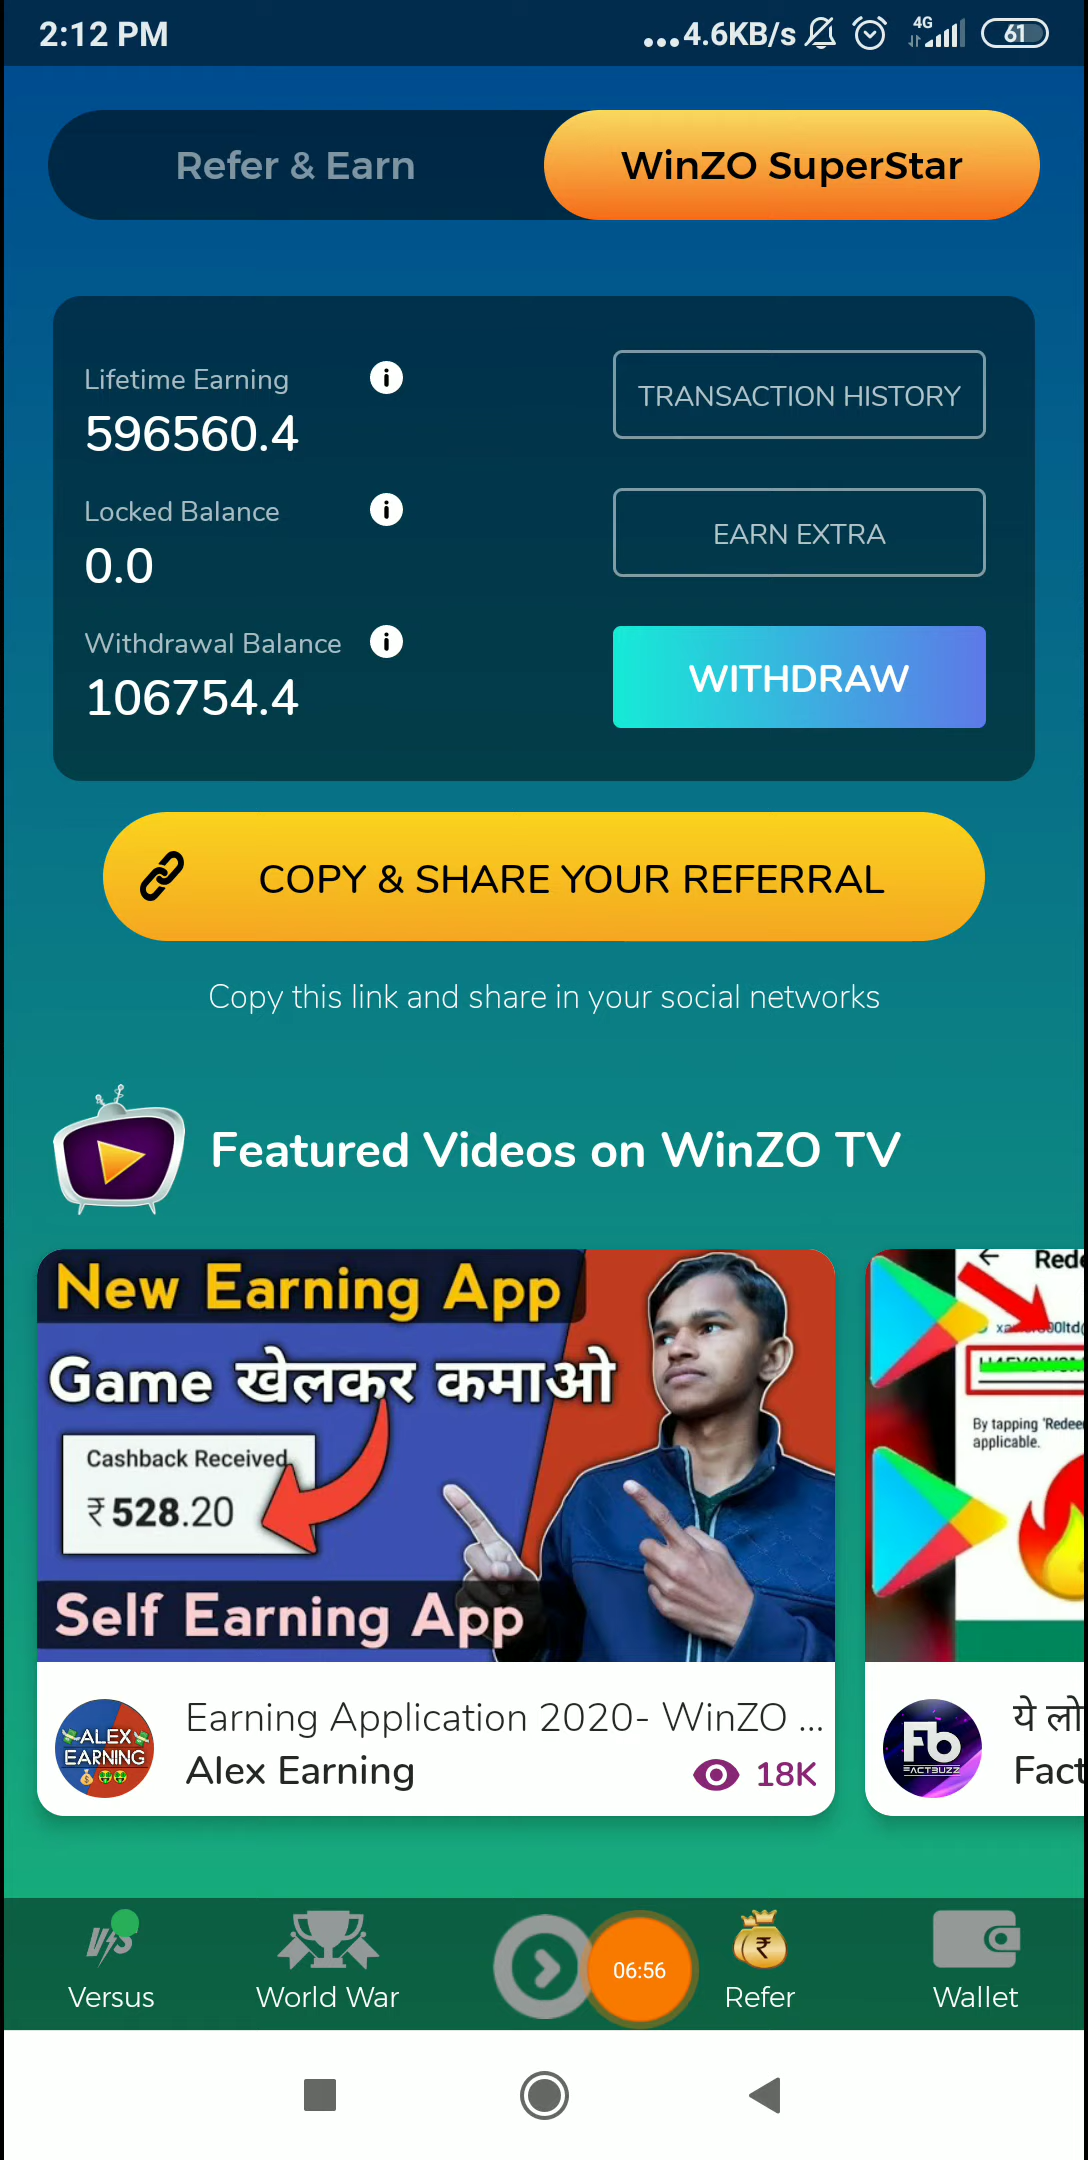 2:12 PM
...4.6KB/s 4G 61
Refer & Earn
WinZO SuperStar
Lifetime Earning
596560.4
TRANSACTION HISTORY
Locked Balance
0.0
EARN EXTRA
Withdrawal Balance
106754.4
WITHDRAW
COPY & SHARE YOUR REFERRAL
Copy this link and share in your social networks
Featured Videos on WinZO TV
New Earning App
Game खेलकर कमाओ
Cashback Received
₹ 528.20
Self Earning App
By tapping 'Redee
applicable.
ALEX
EARNING
Earning Application 2020- WinZO ...
Alex Earning
18K
Fb
FACTBUZZ
ये लो
Fact
Versus
World War
06:56
Refer
Wallet